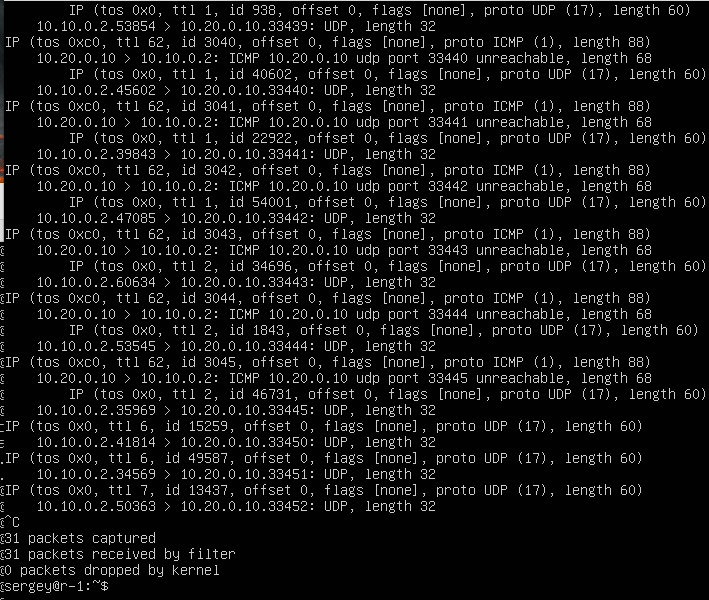 IP (tos 0x0, ttl 1, id 938, offset 0, flags [none], proto UDP (17), length 60)
10.10.0.2.53854 > 10.20.0.10.33439: UDP, length 32
IP (tos 0xc0, ttl 62, id 3040, offset 0, flags [none], proto ICMP (1), length 88)
10.20.0.10 > 10.10.0.2: ICMP 10.20.0.10 udp port 33440 unreachable, length 68
IP (tos 0x0, ttl 1, id 40602, offset 0, flags [none], proto UDP (17), length 60)
10.10.0.2.45602 > 10.20.0.10.33440: UDP, length 32
IP (tos 0xc0, ttl 62, id 3041, offset 0, flags [none], proto ICMP (1), length 88)
10.20.0.10 > 10.10.0.2: ICMP 10.20.0.10 udp port 33441 unreachable, length 68
IP (tos 0x0, ttl 1, id 22922, offset 0, flags [none], proto UDP (17), length 60)
10.10.0.2.39843 > 10.20.0.10.33441: UDP, length 32
IP (tos 0xc0, ttl 62, id 3042, offset 0, flags [none], proto ICMP (1), length 88)
10.20.0.10 > 10.10.0.2: ICMP 10.20.0.10 udp port 33442 unreachable, length 68
IP (tos 0x0, ttl 1, id 54001, offset 0, flags [none], proto UDP (17), length 60)
10.10.0.2.47085 > 10.20.0.10.33442: UDP, length 32
IP (tos 0xc0, ttl 62, id 3043, offset 0, flags [none], proto ICMP (1), length 88)
10.20.0.10 > 10.10.0.2: ICMP 10.20.0.10 udp port 33443 unreachable, length 68
IP (tos 0x0, ttl 2, id 34696, offset 0, flags [none], proto UDP (17), length 60)
10.10.0.2.60634 > 10.20.0.10.33443: UDP, length 32
IP (tos 0xc0, ttl 62, id 3044, offset 0, flags [none], proto ICMP (1), length 88)
10.20.0.10 > 10.10.0.2: ICMP 10.20.0.10 udp port 33444 unreachable, length 68
IP (tos 0x0, ttl 2, id 1843, offset 0, flags [none], proto UDP (17), length 60)
10.10.0.2.53545 > 10.20.0.10.33444: UDP, length 32
IP (tos 0xc0, ttl 62, id 3045, offset 0, flags [none], proto ICMP (1), length 88)
10.20.0.10 > 10.10.0.2: ICMP 10.20.0.10 udp port 33445 unreachable, length 68
IP (tos 0x0, ttl 2, id 46731, offset 0, flags [none], proto UDP (17), length 60)
10.10.0.2.35969 > 10.20.0.10.33445: UDP, length 32
IP (tos 0x0, ttl 6, id 15259, offset 0, flags [none], proto UDP (17), length 60)
10.10.0.2.41814 > 10.20.0.10.33450: UDP, length 32
IP (tos 0x0, ttl 6, id 49587, offset 0, flags [none], proto UDP (17), length 60)
10.10.0.2.34569 > 10.20.0.10.33451: UDP, length 32
IP (tos 0x0, ttl 7, id 13437, offset 0, flags [none], proto UDP (17), length 60)
10.10.0.2.50363 > 10.20.0.10.33452: UDP, length 32
^C
31 packets captured
31 packets received by filter
0 packets dropped by kernel
sergey@r-1:~$